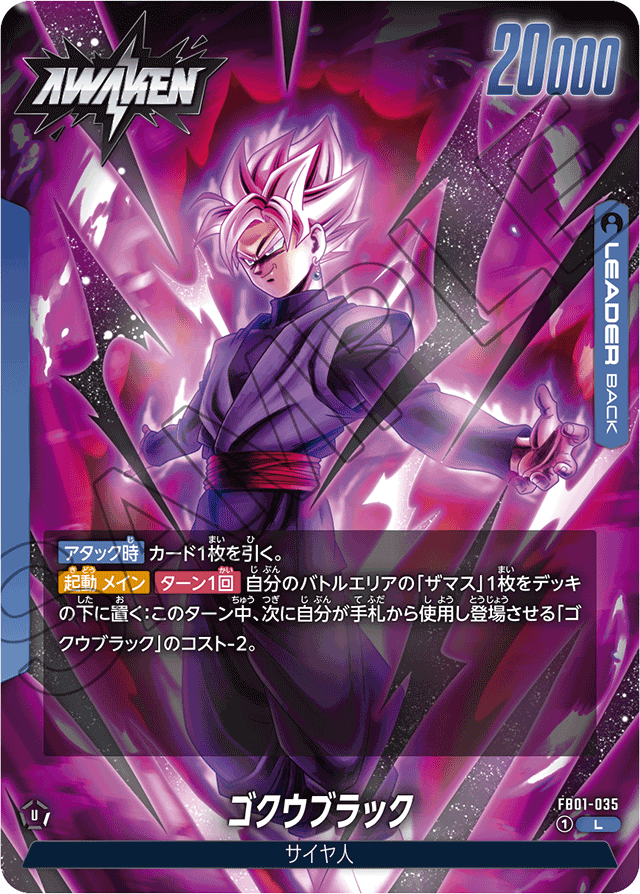 AWAKEN
20000
LEADER BACK
アタック時 カード1枚を引く。
起動メイン ターン1回 自分のバトルエリアの「ザマス」1枚をデッキ
の下に置く:このターン中、次に自分が手札から使用し登場させる「ゴ
クウブラック」のコスト-2。
SAMPLE
ゴクウブラック
FB01-035
U
1 L
サイヤ人